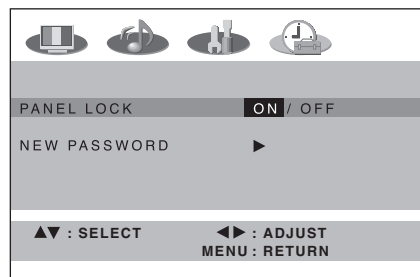 PANEL LOCK ON / OFF
NEW PASSWORD ▶
▲▼ : SELECT ◀▶ : ADJUST
MENU : RETURN